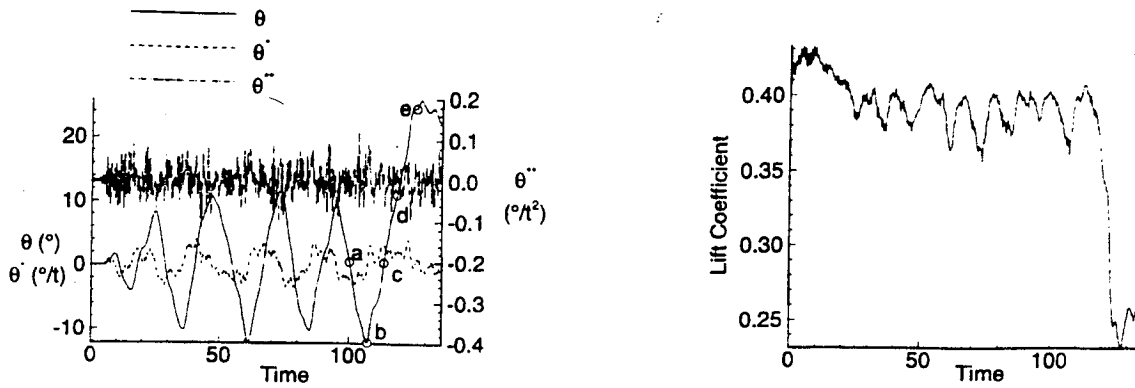 θ
θ˙
θ¨
20
10
0
-10
θ (°)
θ˙ (°/t)
0.2
0.1
0.0
-0.1
-0.2
-0.3
-0.4
θ¨
(°/t²)
a
b
c
d
e
0
50
100
Time
0.40
0.35
0.30
0.25
Lift Coefficient
0
50
100
Time